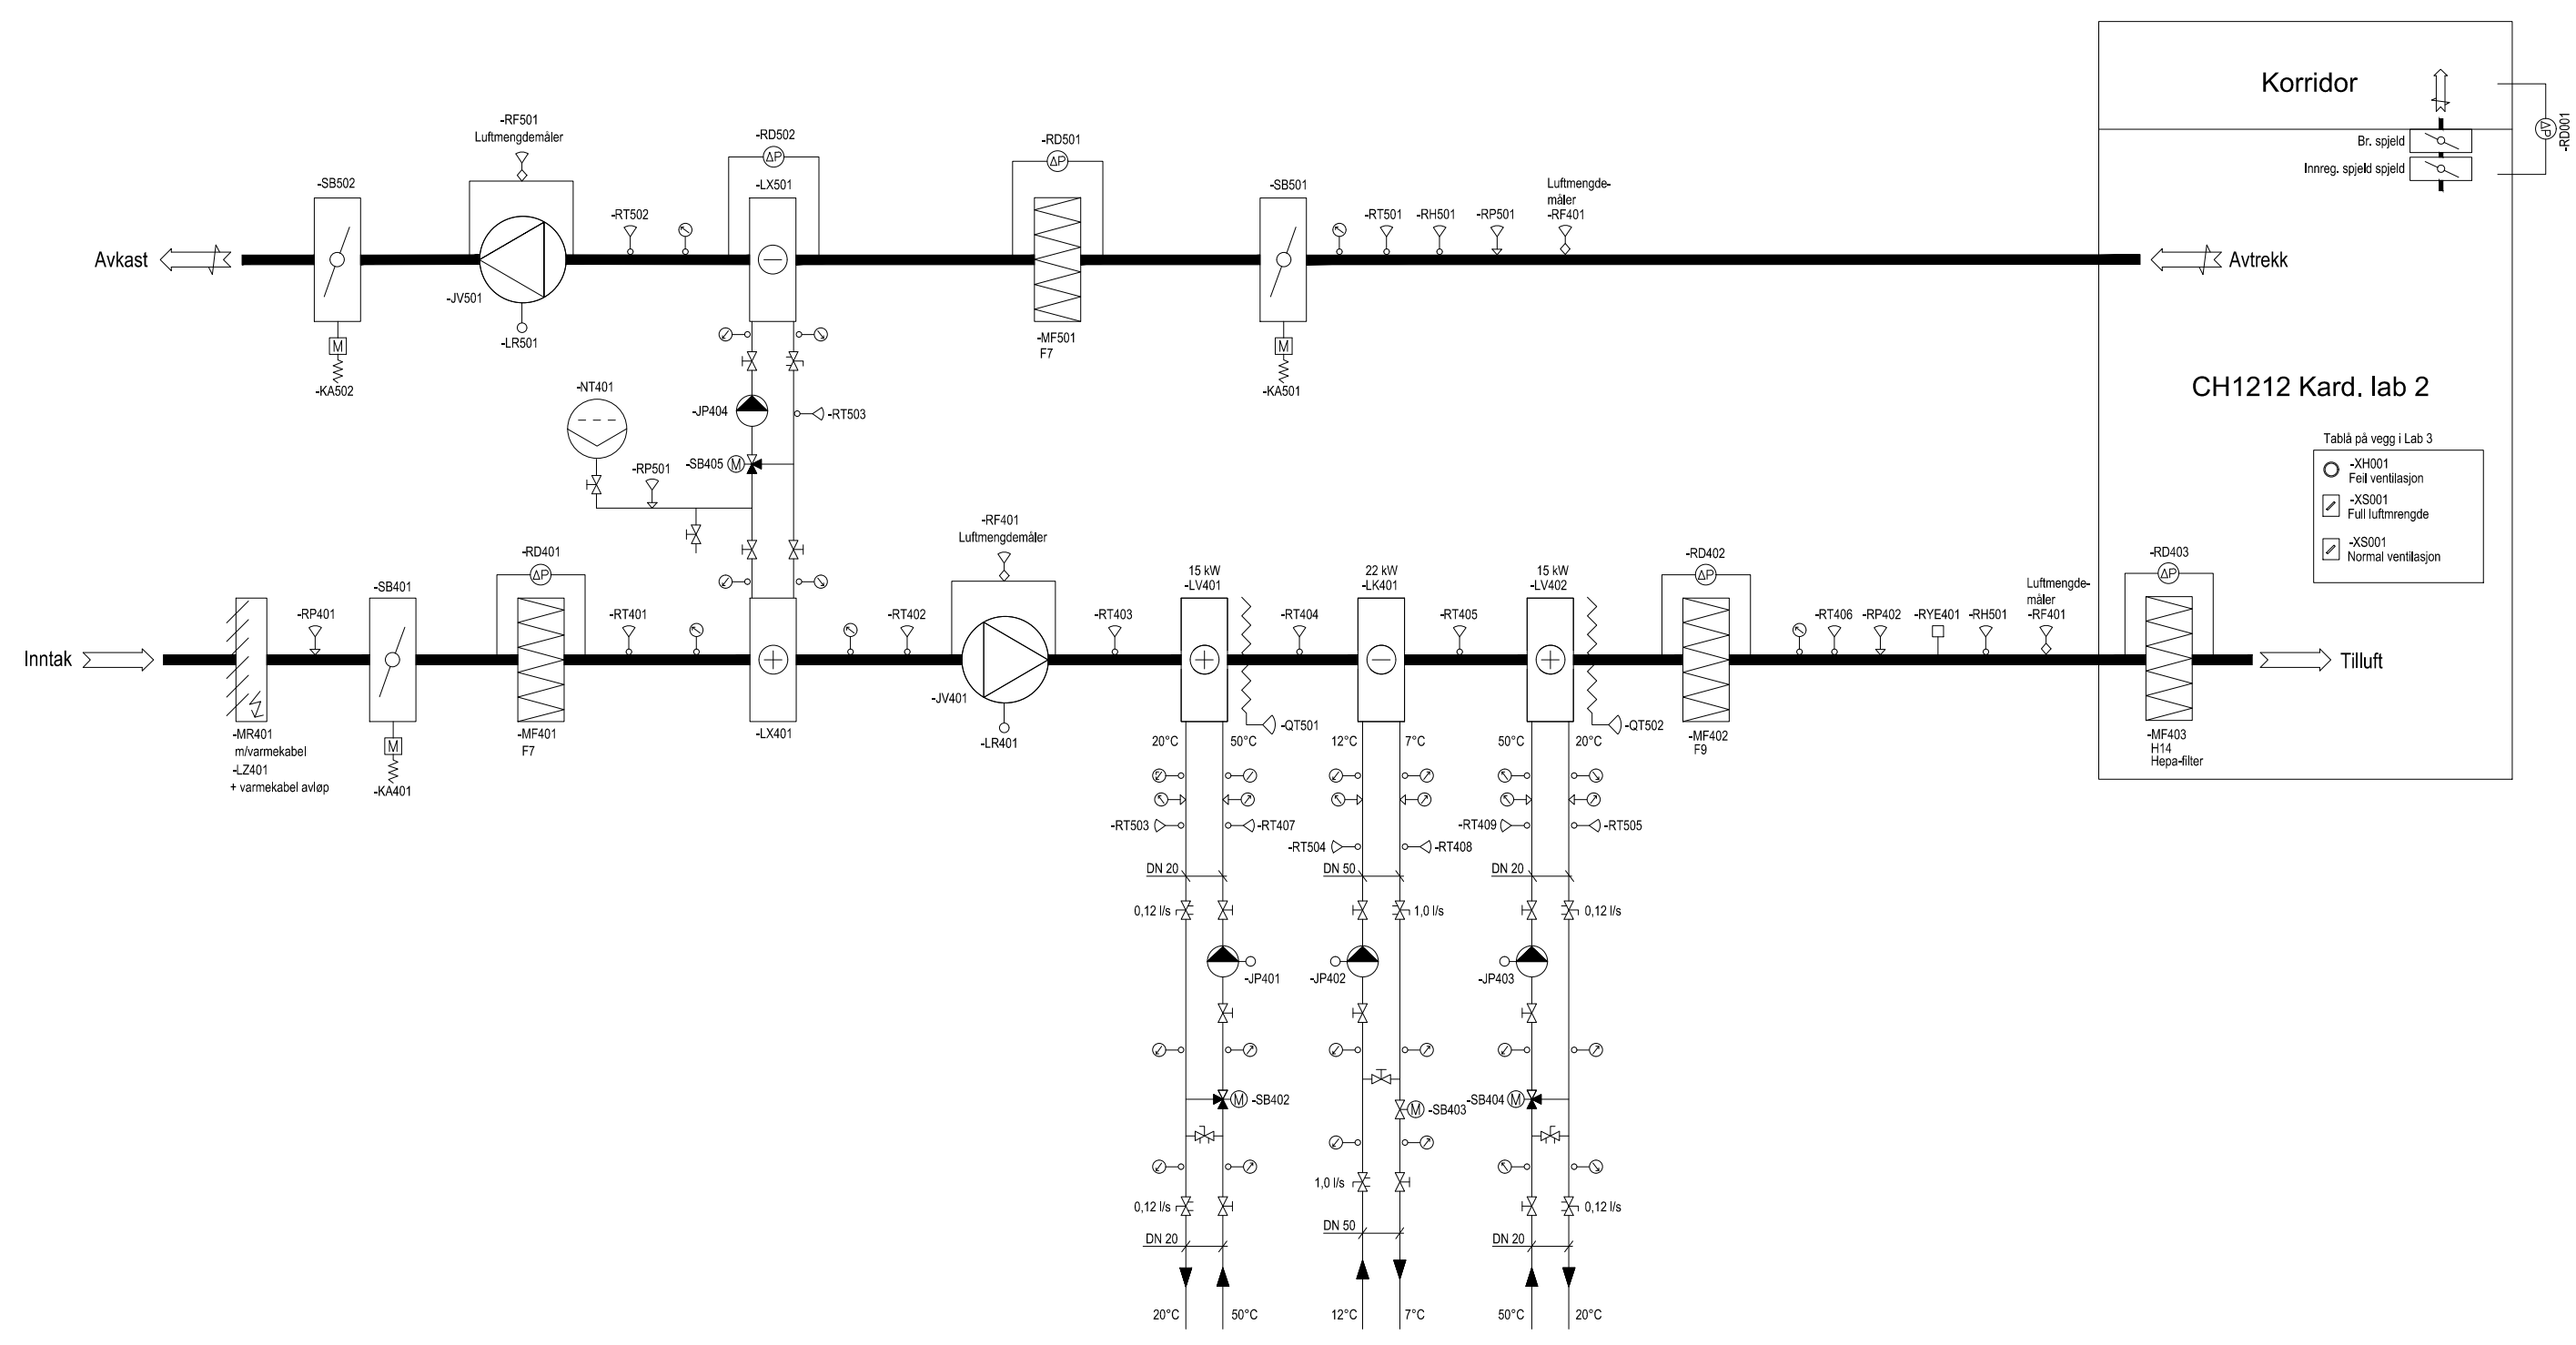 Korridor
-RD001
ΔP
Br. spjeld
Innreg. spjeld spjeld
-RF501
Luftmengdemåler
-RD502
ΔP
-RD501
ΔP
-SB502
-LX501
-SB501
Luftmengde-
måler
-RF401
-RT502
-RT501
-RH501
-RP501
Avkast
Avtrekk
-JV501
-LR501
-MF501
F7
M
-KA502
M
-KA501
CH1212 Kard. lab 2
-NT401
-JP404
-RT503
-SB405
M
-RP501
Tablå på vegg i Lab 3
-XH001
Feil ventilasjon
-XS001
Full luftmrengde
-XS001
Normal ventilasjon
-RF401
Luftmengdemåler
-RD401
ΔP
-SB401
15 kW
-LV401
22 kW
-LK401
15 kW
-LV402
-RD402
ΔP
-RD403
ΔP
Luftmengde-
måler
-RF401
-RP401
-RT401
-RT402
-RT403
-RT404
-RT405
-RT406
-RP402
-RYE401
-RH501
Inntak
Tilluft
-JV401
-LR401
-QT501
-QT502
-MR401
m/varmekabel
-LZ401
+ varmekabel avløp
M
-KA401
-MF401
F7
-LX401
-MF402
F9
-MF403
H14
Hepa-filter
20°C
50°C
12°C
7°C
50°C
20°C
-RT503
-RT407
-RT504
-RT408
-RT409
-RT505
DN 20
DN 50
DN 20
0,12 l/s
1,0 l/s
0,12 l/s
-JP401
-JP402
-JP403
M
-SB402
M
-SB403
-SB404
M
1,0 l/s
0,12 l/s
0,12 l/s
DN 20
DN 50
DN 20
20°C
50°C
12°C
7°C
50°C
20°C